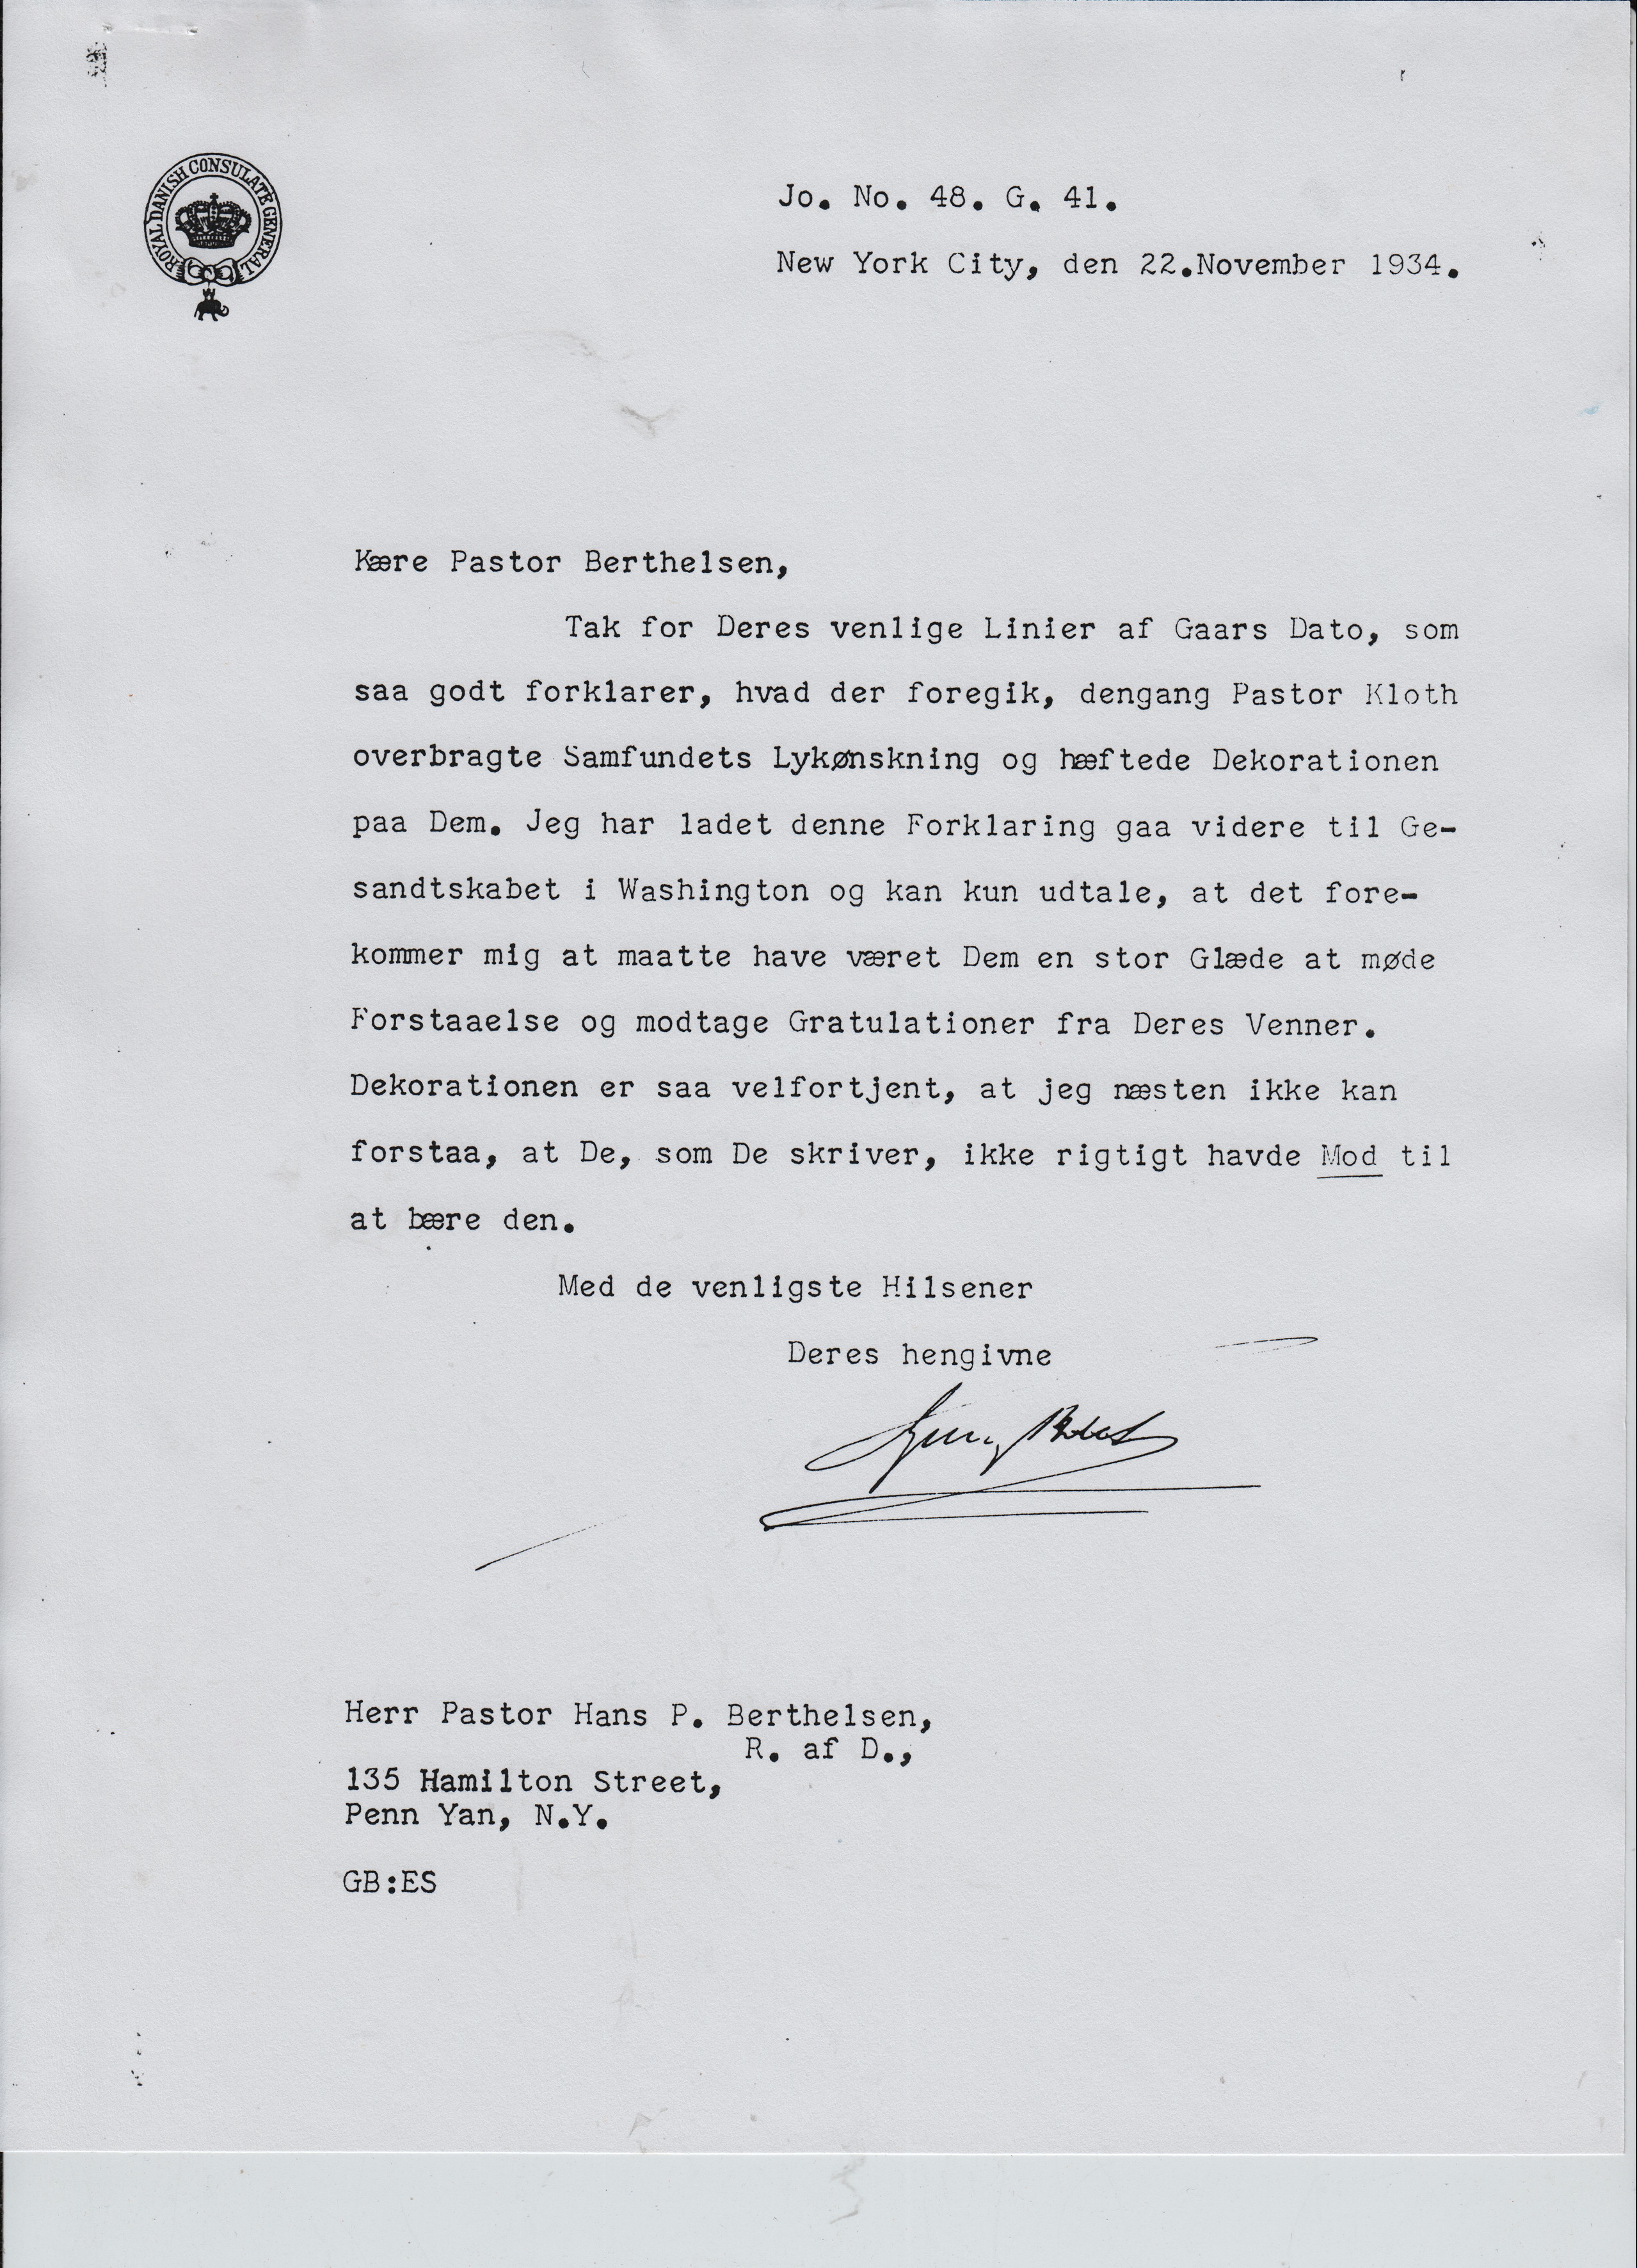 ROYAL DANISH CONSULATE GENERAL
Jo. No. 48. G. 41.
New York City, den 22.November 1934.
Kære Pastor Berthelsen,
Tak for Deres venlige Linier af Gaars Dato, som
saa godt forklarer, hvad der foregik, dengang Pastor Kloth
overbragte Samfundets Lykønskning og hæftede Dekorationen
paa Dem. Jeg har ladet denne Forklaring gaa videre til Ge-
sandtskabet i Washington og kan kun udtale, at det fore-
kommer mig at maatte have været Dem en stor Glæde at møde
Forstaaelse og modtage Gratulationer fra Deres Venner.
Dekorationen er saa velfortjent, at jeg næsten ikke kan
forstaa, at De, som De skriver, ikke rigtigt havde Mod til
at bære den.
Med de venligste Hilsener
Deres hengivne
Herr Pastor Hans P. Berthelsen,
R. af D.,
135 Hamilton Street,
Penn Yan, N.Y.
GB:ES